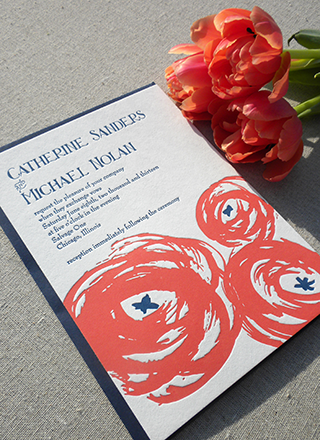 Catherine Sanders
and
Michael Nolan
request the pleasure of your company
when they exchange vows
Saturday June eighth, two thousand and thirteen
at five o'clock in the evening
Salvage One
Chicago, Illinois
reception immediately following the ceremony